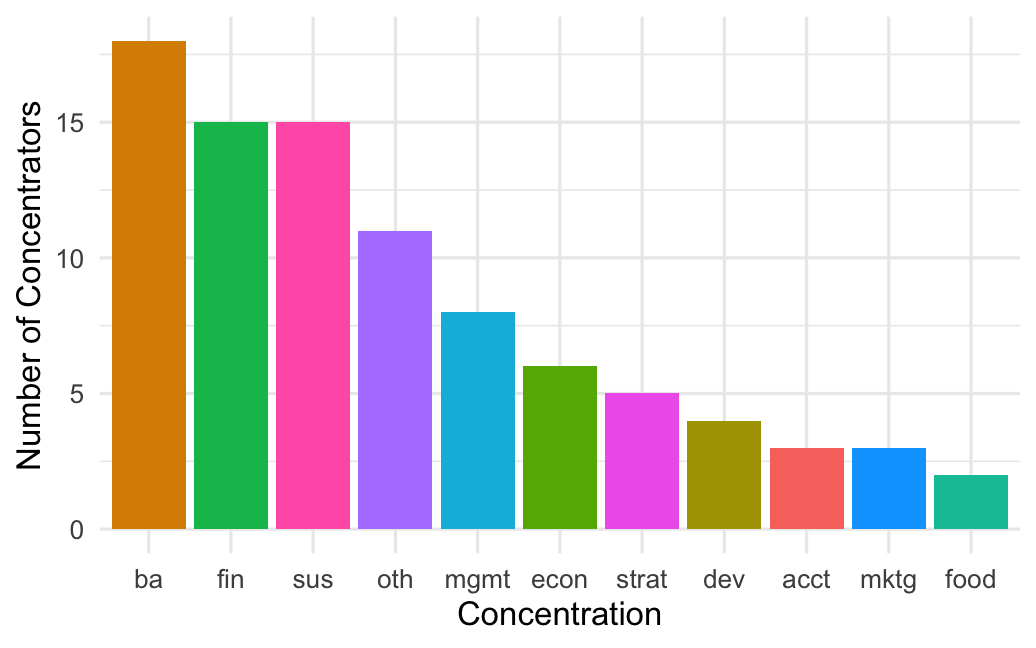 Number of Concentrators
15
10
5
0
ba fin sus oth mgmt econ strat dev acct mktg food
Concentration